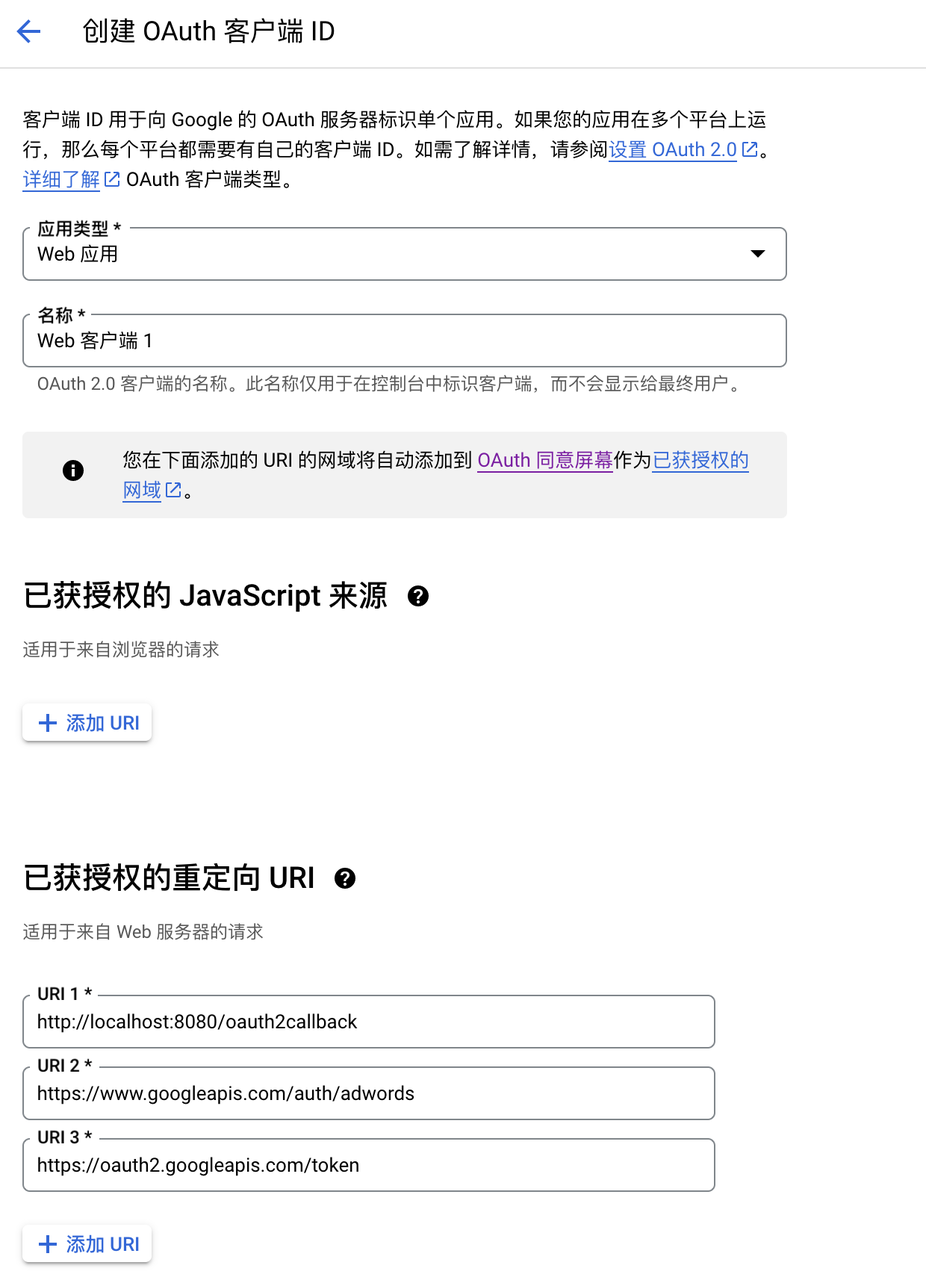 创建 OAuth 客户端 ID
客户端 ID 用于向 Google 的 OAuth 服务器标识单个应用。如果您的应用在多个平台上运
行，那么每个平台都需要有自己的客户端 ID。如需了解详情，请参阅设置 OAuth 2.0。
详细了解 OAuth 客户端类型。
应用类型 *
Web 应用
名称 *
Web 客户端 1
OAuth 2.0 客户端的名称。此名称仅用于在控制台中标识客户端，而不会显示给最终用户。
您在下面添加的 URI 的网域将自动添加到 OAuth 同意屏幕作为已获授权的
网域。
已获授权的 JavaScript 来源
适用于来自浏览器的请求
添加 URI
已获授权的重定向 URI
适用于来自 Web 服务器的请求
URI 1 *
http://localhost:8080/oauth2callback
URI 2 *
https://www.googleapis.com/auth/adwords
URI 3 *
https://oauth2.googleapis.com/token
添加 URI